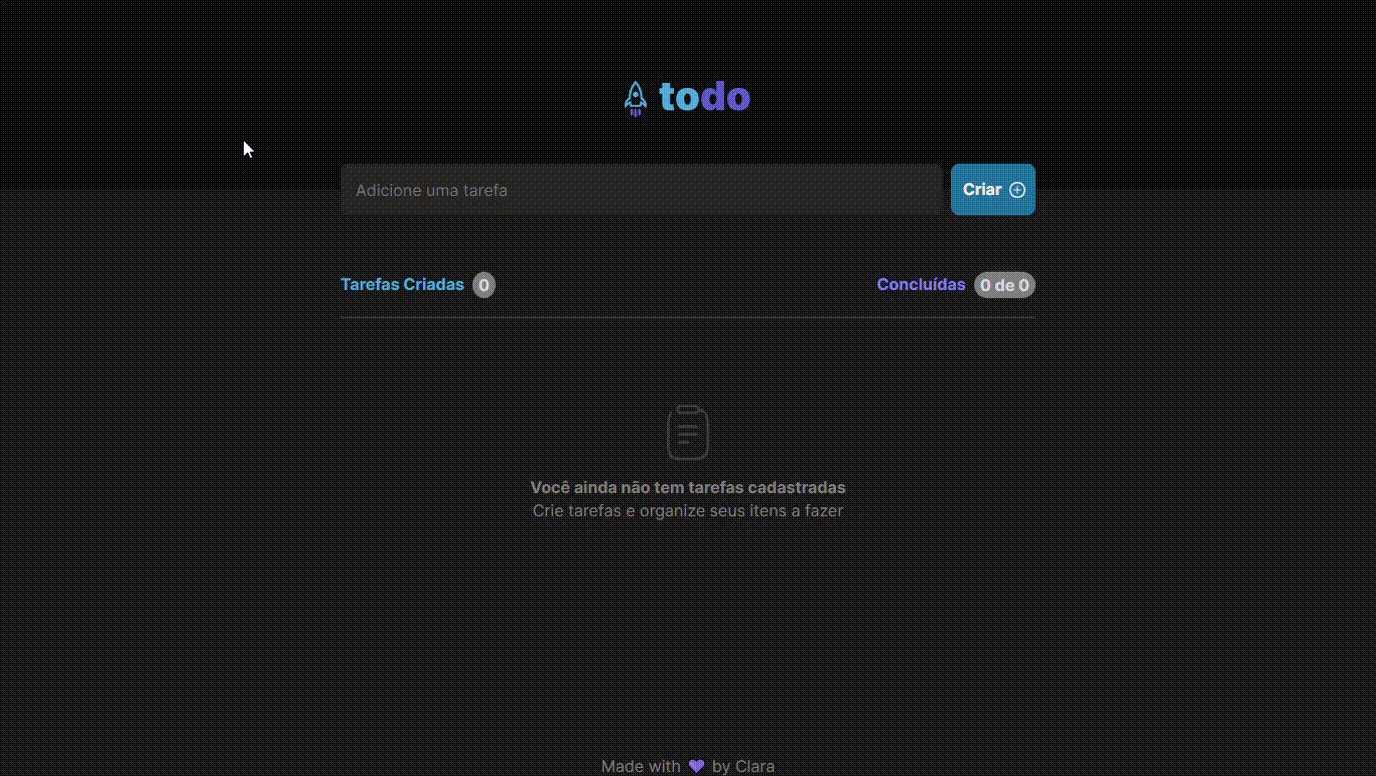 todo
Adicione uma tarefa
Criar
Tarefas Criadas 0
Concluídas 0 de 0
Você ainda não tem tarefas cadastradas
Crie tarefas e organize seus itens a fazer
Made with 💜 by Clara